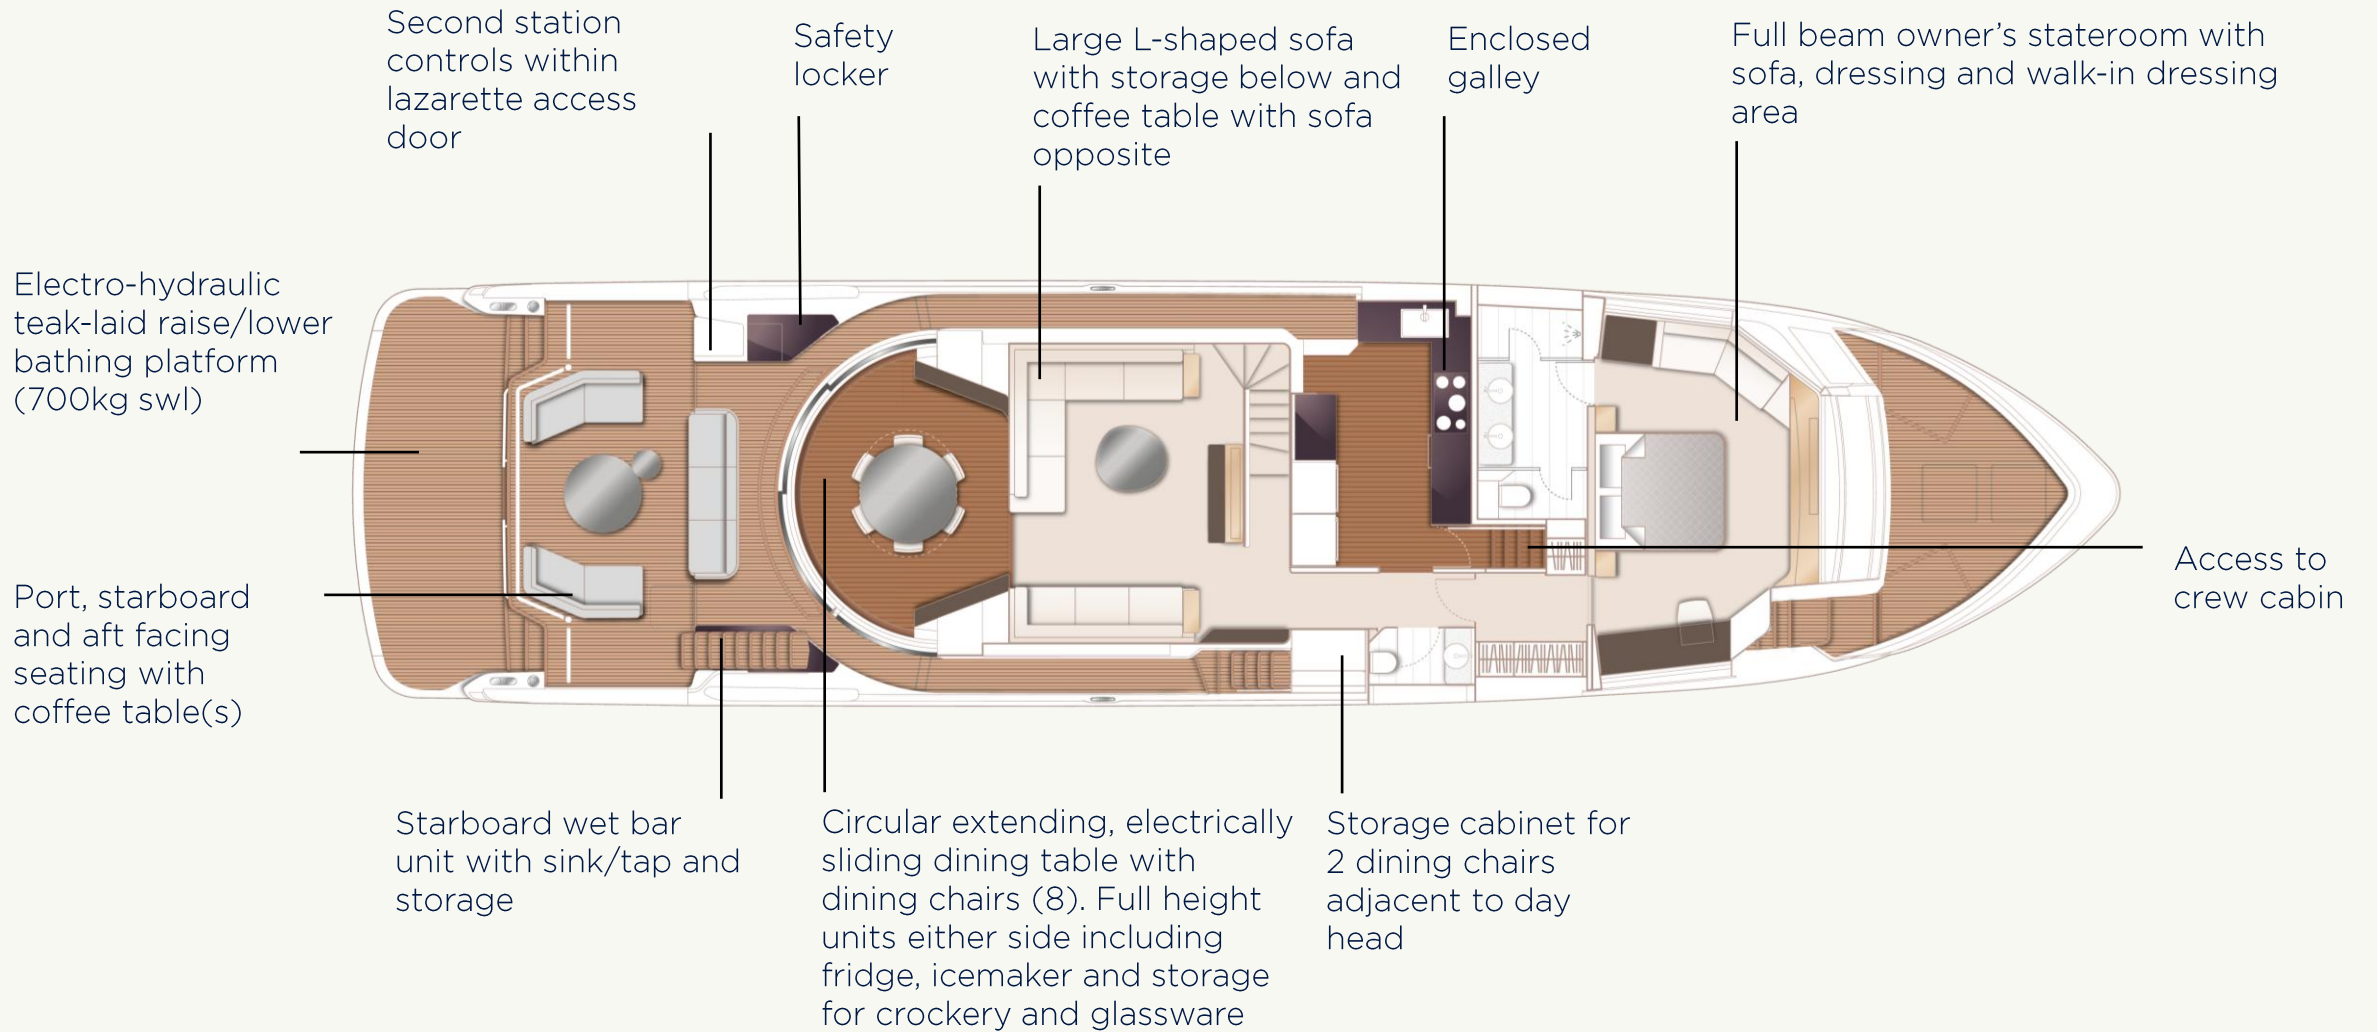 Second station
controls within
lazarette access
door
Safety
locker
Large L-shaped sofa
with storage below and
coffee table with sofa
opposite
Enclosed
galley
Full beam owner’s stateroom with
sofa, dressing and walk-in dressing
area
Electro-hydraulic
teak-laid raise/lower
bathing platform
(700kg swl)
Port, starboard
and aft facing
seating with
coffee table(s)
Access to
crew cabin
Starboard wet bar
unit with sink/tap and
storage
Circular extending, electrically
sliding dining table with
dining chairs (8). Full height
units either side including
fridge, icemaker and storage
for crockery and glassware
Storage cabinet for
2 dining chairs
adjacent to day
head